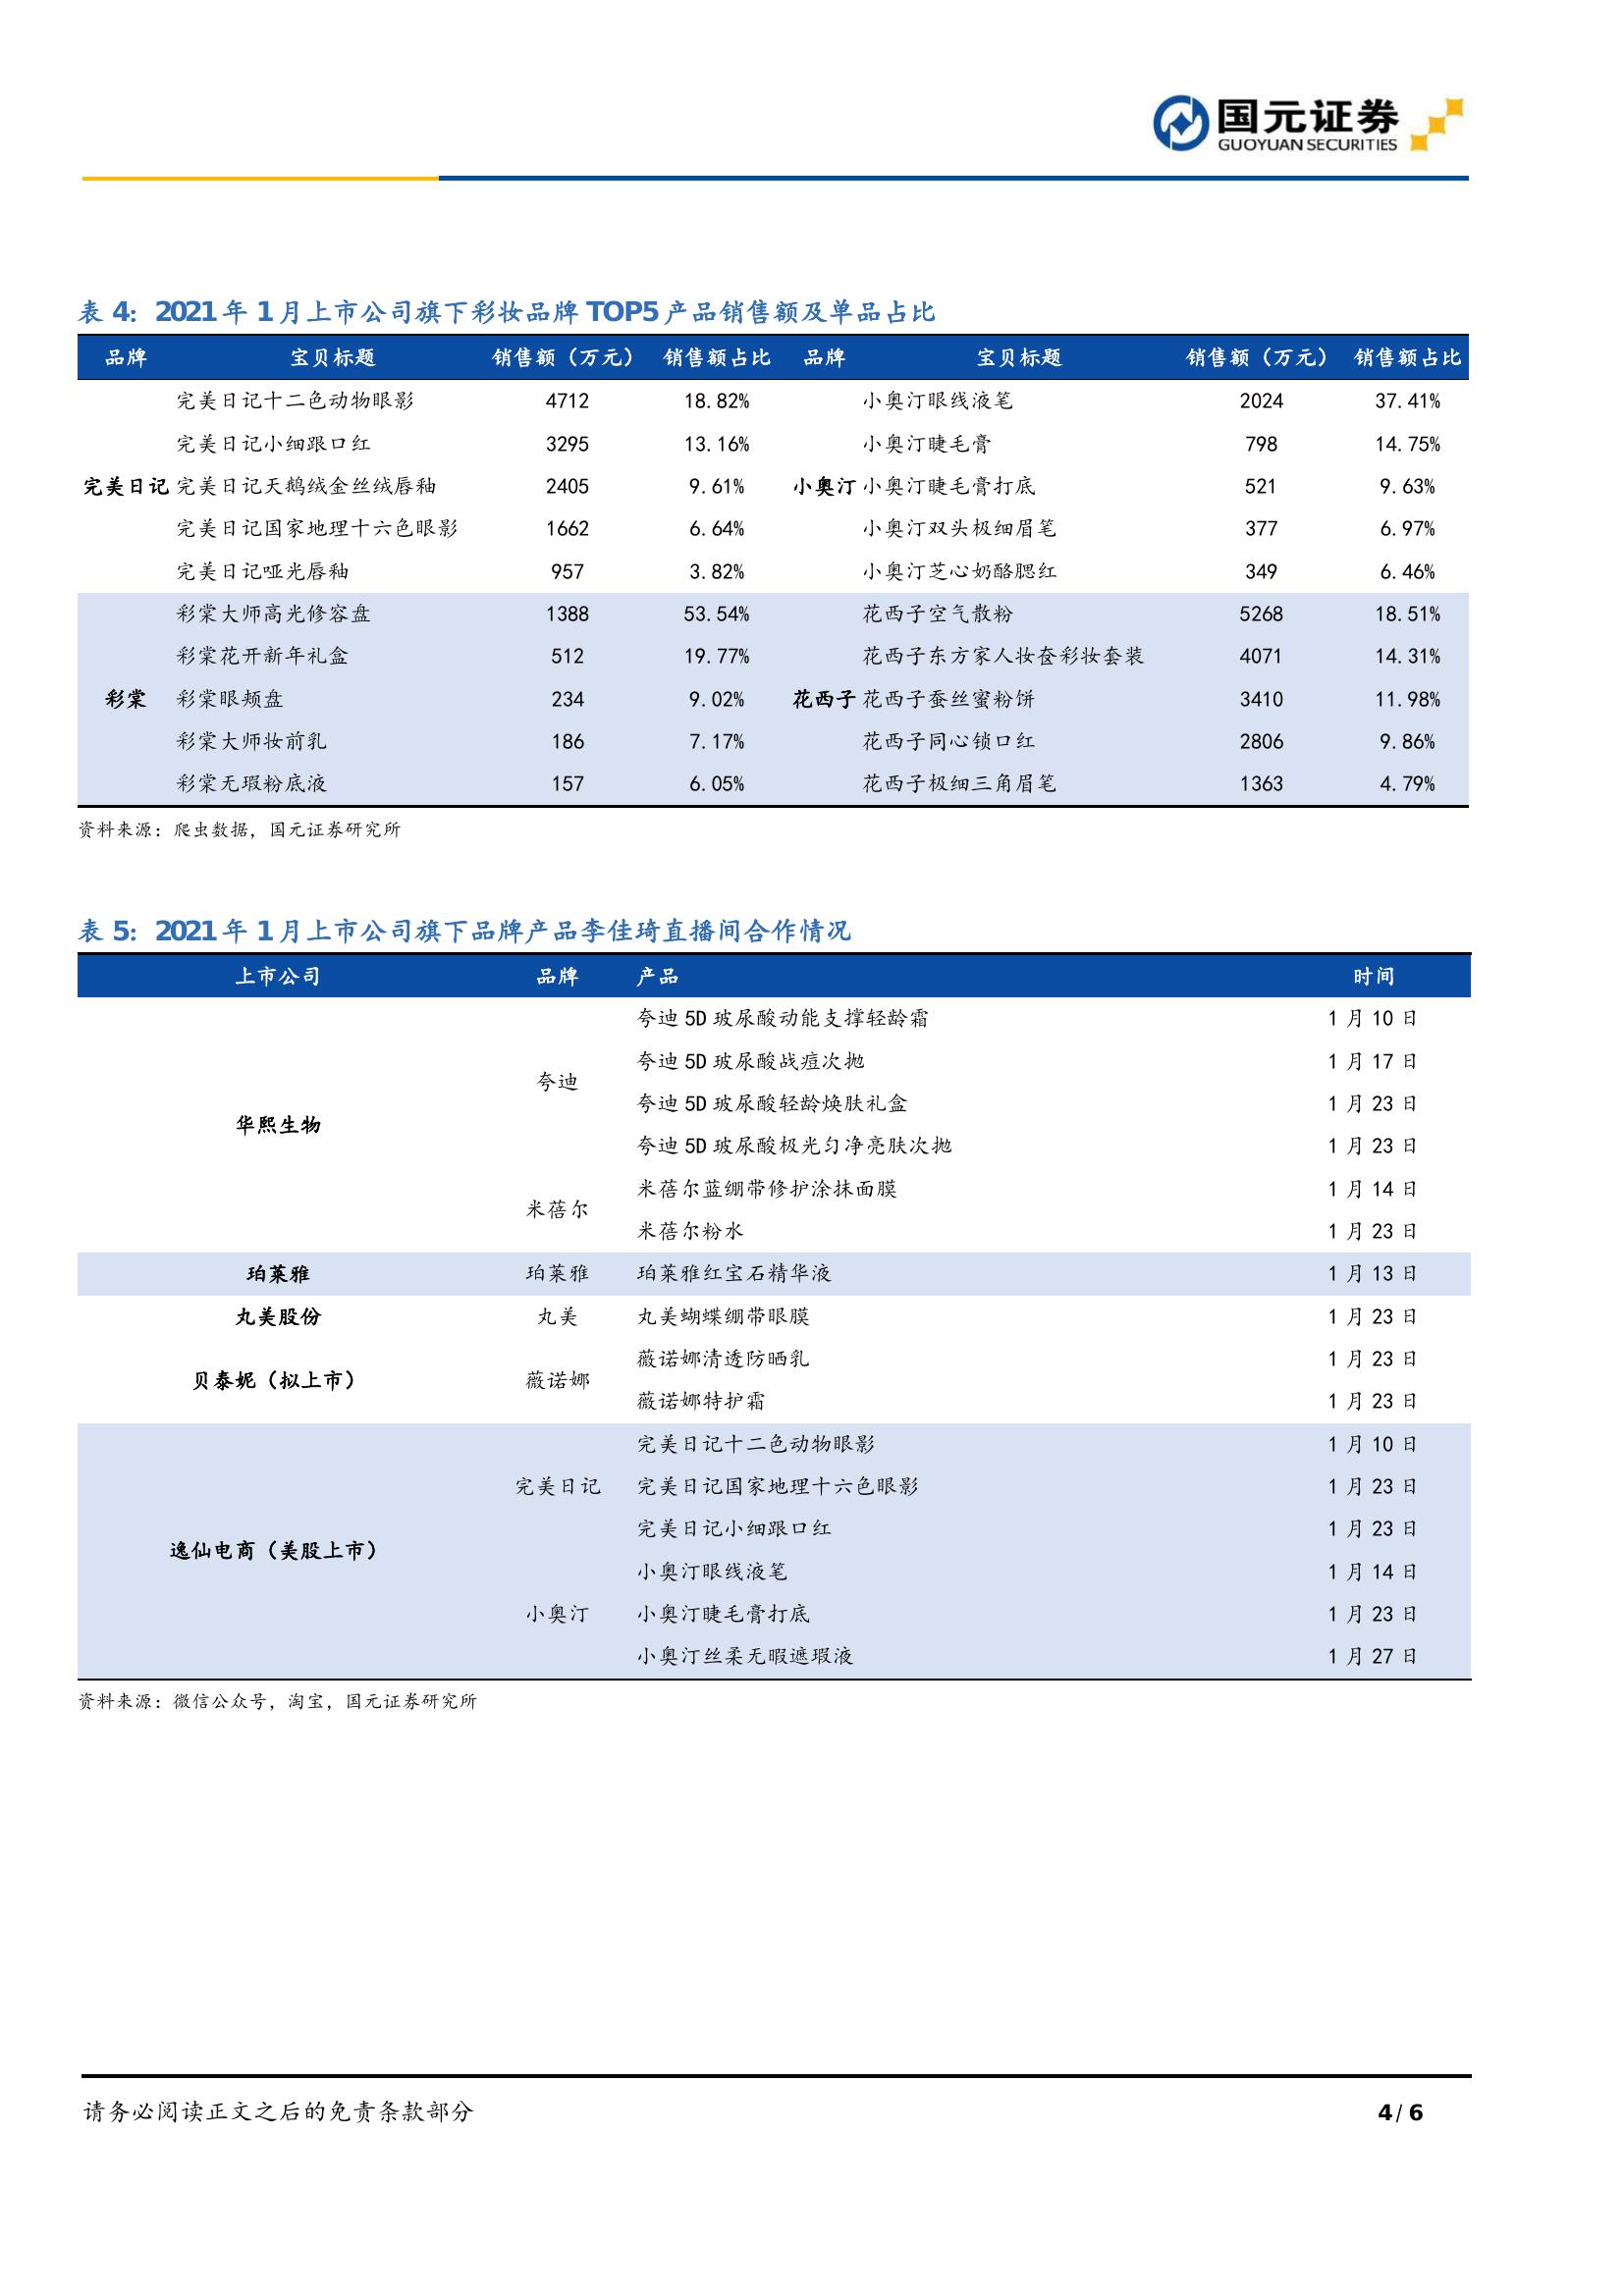 国元证券
GUOYUAN SECURITIES
表 4：2021 年 1 月上市公司旗下彩妆品牌 TOP5 产品销售额及单品占比
品牌 宝贝标题 销售额（万元） 销售额占比 品牌 宝贝标题 销售额（万元） 销售额占比
完美日记十二色动物眼影 4712 18.82% 小奥汀眼线液笔 2024 37.41%
完美日记小细跟口红 3295 13.16% 小奥汀睫毛膏 798 14.75%
完美日记 完美日记天鹅绒金丝绒唇釉 2405 9.61% 小奥汀 小奥汀睫毛膏打底 521 9.63%
完美日记国家地理十六色眼影 1662 6.64% 小奥汀双头极细眉笔 377 6.97%
完美日记哑光唇釉 957 3.82% 小奥汀芝心奶酪腮红 349 6.46%
彩棠大师高光修容盘 1388 53.54% 花西子空气散粉 5268 18.51%
彩棠花开新年礼盒 512 19.77% 花西子东方家人妆奁彩妆套装 4071 14.31%
彩棠 彩棠眼颊盘 234 9.02% 花西子 花西子蚕丝蜜粉饼 3410 11.98%
彩棠大师妆前乳 186 7.17% 花西子同心锁口红 2806 9.86%
彩棠无瑕粉底液 157 6.05% 花西子极细三角眉笔 1363 4.79%
资料来源：爬虫数据，国元证券研究所
表 5：2021 年 1 月上市公司旗下品牌产品李佳琦直播间合作情况
上市公司 品牌 产品 时间
夸迪 5D 玻尿酸动能支撑轻龄霜 1 月 10 日
夸迪 5D 玻尿酸战痘次抛 1 月 17 日
夸迪
夸迪 5D 玻尿酸轻龄焕肤礼盒 1 月 23 日
华熙生物
夸迪 5D 玻尿酸极光匀净亮肤次抛 1 月 23 日
米蓓尔蓝绷带修护涂抹面膜 1 月 14 日
米蓓尔
米蓓尔粉水 1 月 23 日
珀莱雅 珀莱雅 珀莱雅红宝石精华液 1 月 13 日
丸美股份 丸美 丸美蝴蝶绷带眼膜 1 月 23 日
薇诺娜清透防晒乳 1 月 23 日
贝泰妮（拟上市） 薇诺娜
薇诺娜特护霜 1 月 23 日
完美日记十二色动物眼影 1 月 10 日
完美日记 完美日记国家地理十六色眼影 1 月 23 日
完美日记小细跟口红 1 月 23 日
逸仙电商（美股上市）
小奥汀眼线液笔 1 月 14 日
小奥汀 小奥汀睫毛膏打底 1 月 23 日
小奥汀丝柔无暇遮瑕液 1 月 27 日
资料来源：微信公众号，淘宝，国元证券研究所
请务必阅读正文之后的免责条款部分 4 / 6